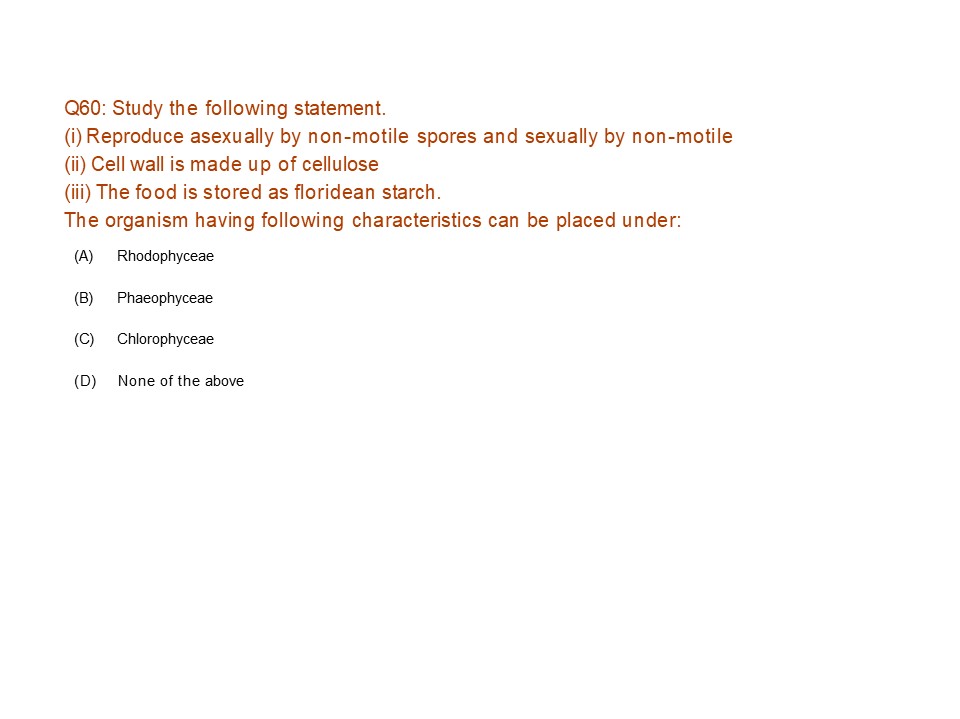 Q60: Study the following statement.
(i) Reproduce asexually by non-motile spores and sexually by non-motile
(ii) Cell wall is made up of cellulose
(iii) The food is stored as floridean starch.
The organism having following characteristics can be placed under:
(A) Rhodophyceae
(B) Phaeophyceae
(C) Chlorophyceae
(D) None of the above